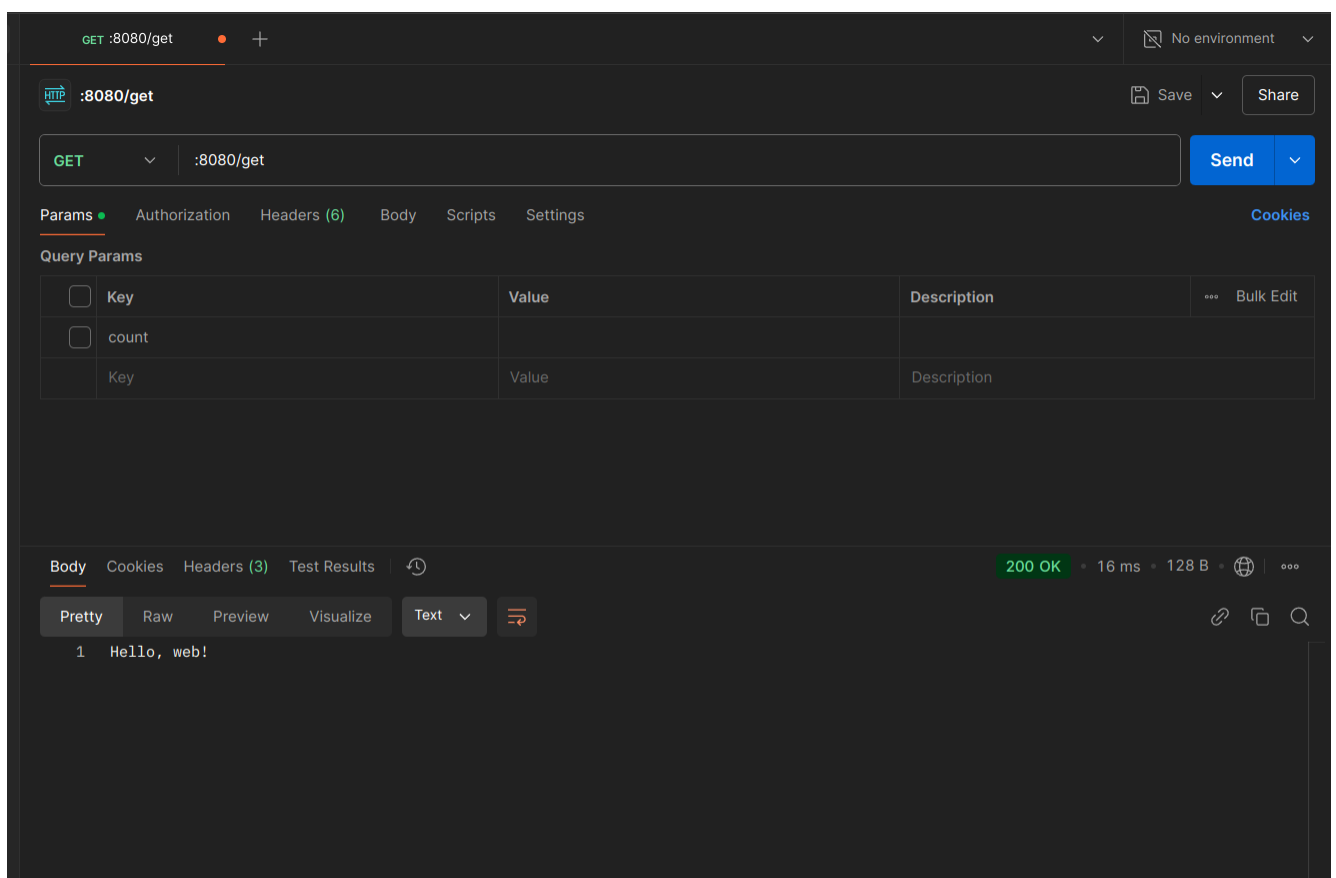 GET :8080/get
No environment
HTTP :8080/get
Save
Share
GET :8080/get
Send
Params Authorization Headers (6) Body Scripts Settings
Cookies
Query Params
Key Value Description Bulk Edit
count
Key Value Description
Body Cookies Headers (3) Test Results
200 OK 16 ms 128 B
Pretty Raw Preview Visualize Text
1 Hello, web!